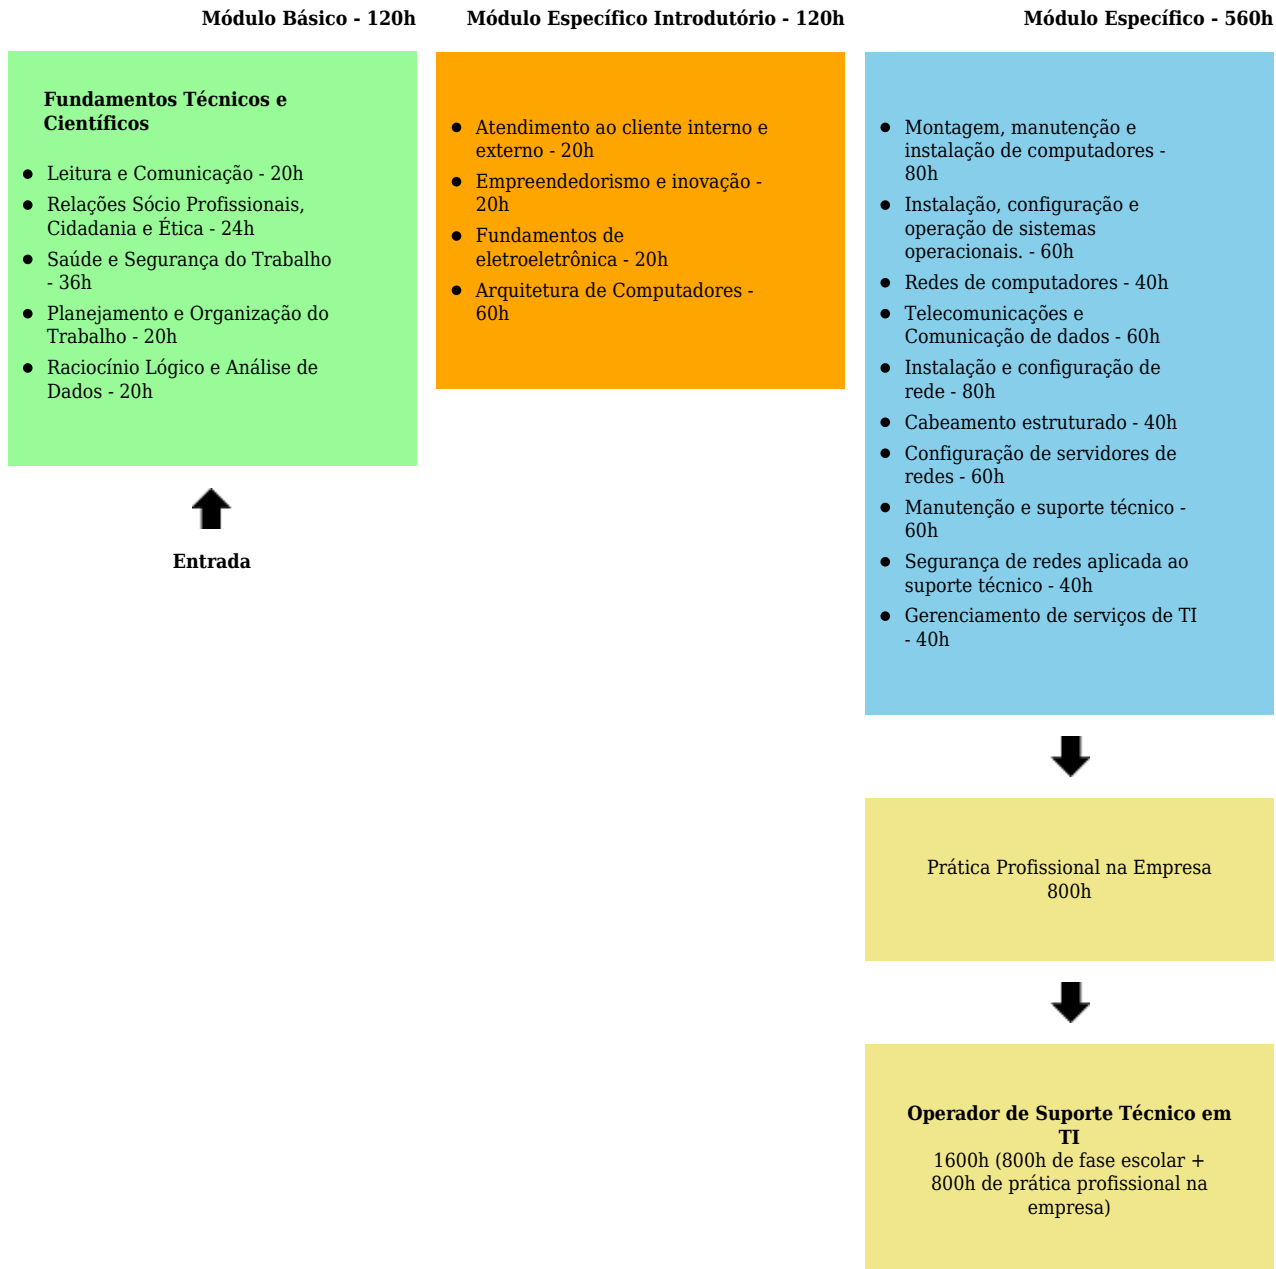 Módulo Básico - 120h
Fundamentos Técnicos e
Científicos
Leitura e Comunicação - 20h
Relações Sócio Profissionais,
Cidadania e Ética - 24h
Saúde e Segurança do Trabalho
- 36h
Planejamento e Organização do
Trabalho - 20h
Raciocínio Lógico e Análise de
Dados - 20h
Entrada
Módulo Específico Introdutório - 120h
Atendimento ao cliente interno e
externo - 20h
Empreendedorismo e inovação -
20h
Fundamentos de
eletroeletrônica - 20h
Arquitetura de Computadores -
60h
Módulo Específico - 560h
Montagem, manutenção e
instalação de computadores -
80h
Instalação, configuração e
operação de sistemas
operacionais. - 60h
Redes de computadores - 40h
Telecomunicações e
Comunicação de dados - 60h
Instalação e configuração de
rede - 80h
Cabeamento estruturado - 40h
Configuração de servidores de
redes - 60h
Manutenção e suporte técnico -
60h
Segurança de redes aplicada ao
suporte técnico - 40h
Gerenciamento de serviços de TI
- 40h
Prática Profissional na Empresa
800h
Operador de Suporte Técnico em
TI
1600h (800h de fase escolar +
800h de prática profissional na
empresa)